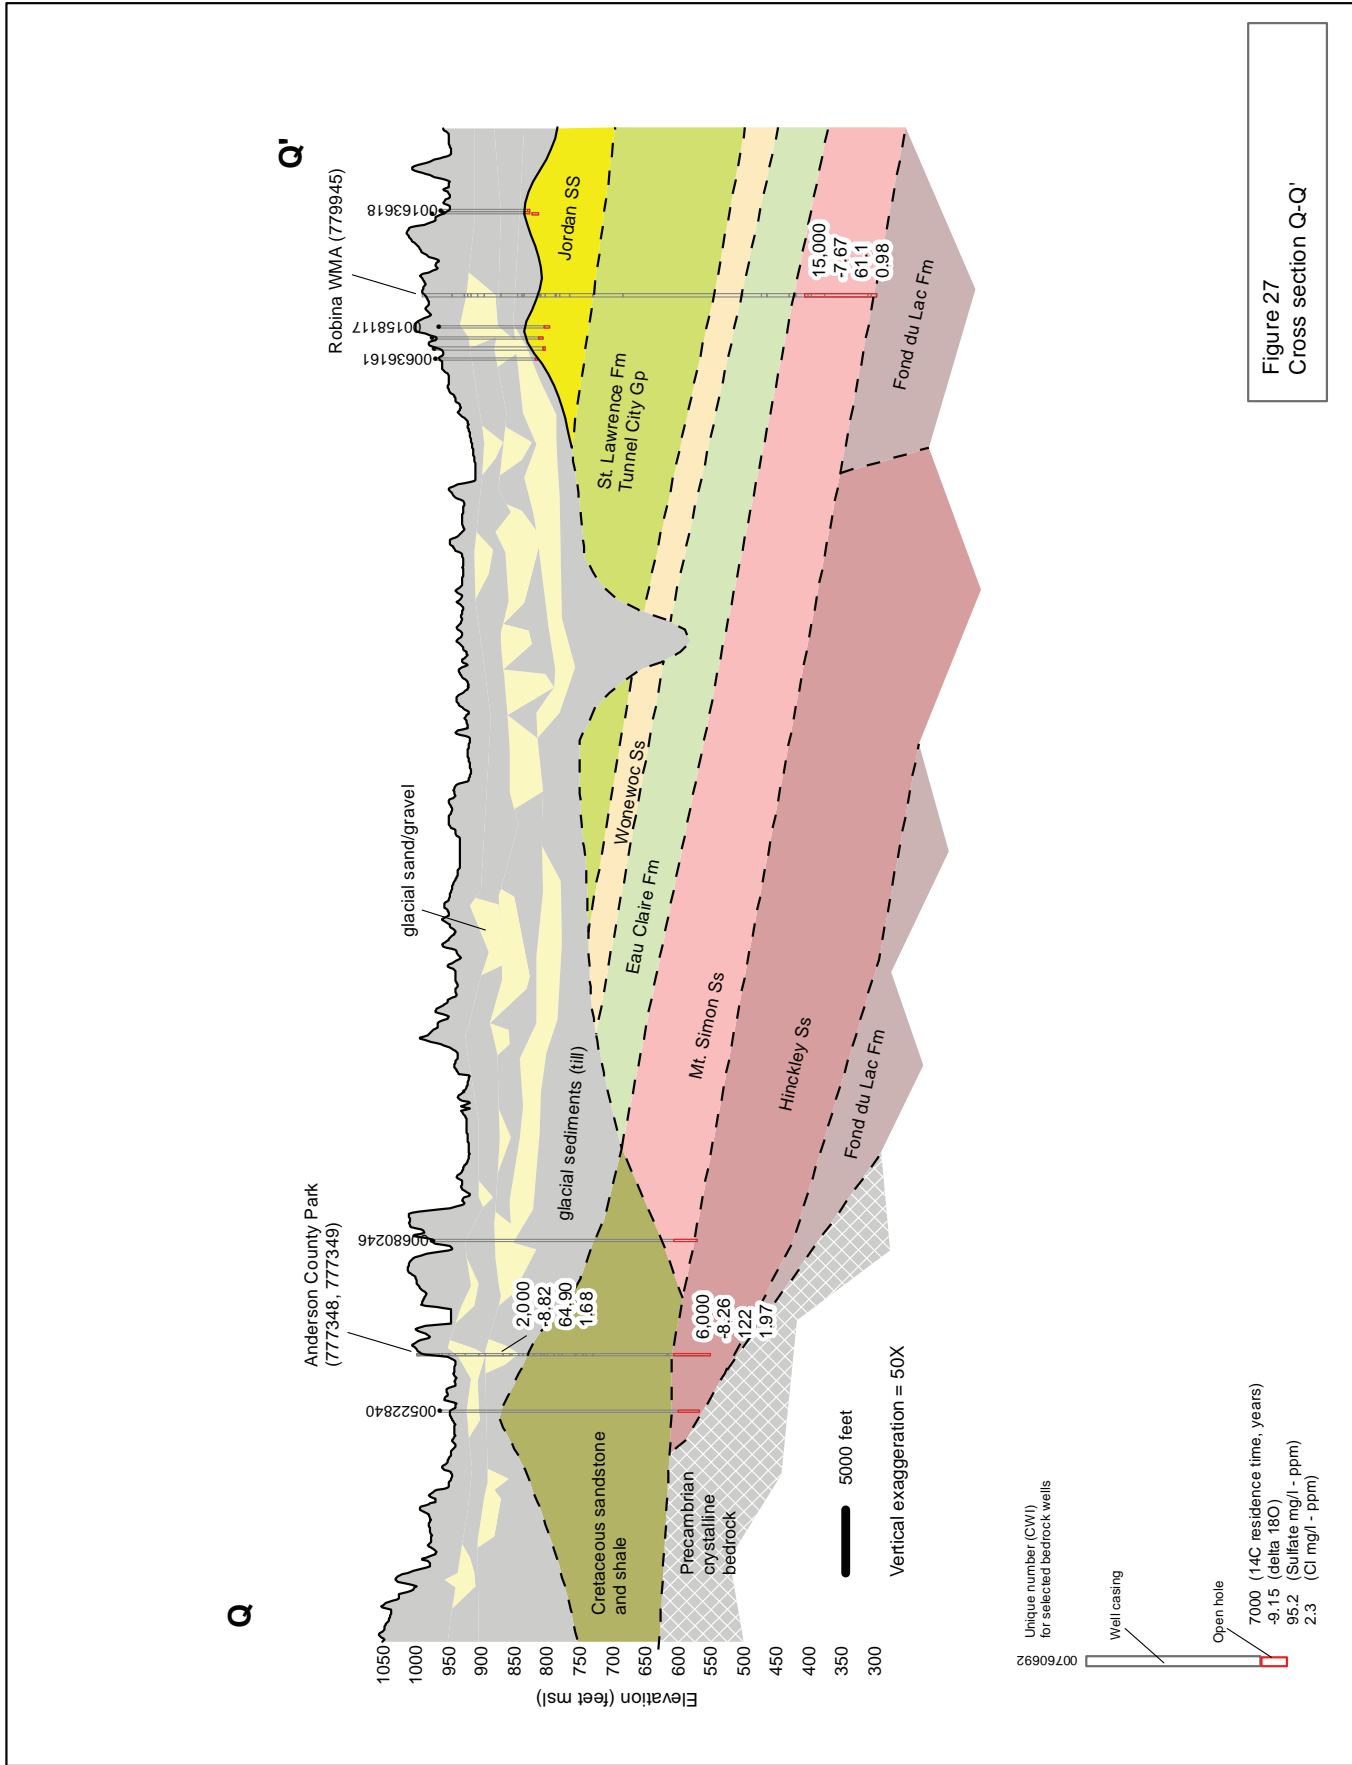 Q
Q'
Anderson County Park
(777348, 777349)
glacial sand/gravel
Robina WMA (779945)
00522840
00680246
00636161
00158117
00163618
1050
1000
950
900
850
800
750
700
650
600
550
500
450
400
350
300
Elevation (feet msl)
2,000
-8.82
64.90
1.68
6,000
-8.26
122
1.97
15,000
-7.67
61.1
0.98
glacial sediments (till)
Cretaceous sandstone
and shale
Precambrian
crystalline
bedrock
Jordan SS
St. Lawrence Fm
Tunnel City Gp
Wonewoc Ss
Eau Claire Fm
Mt. Simon Ss
Hinckley Ss
Fond du Lac Fm
Fond du Lac Fm
5000 feet
Vertical exaggeration = 50X
Unique number (CWI)
for selected bedrock wells
00760692
Well casing
Open hole
7000 (14C residence time, years)
-9.15 (delta 18O)
95.2 (Sulfate mg/l - ppm)
2.3 (Cl mg/l - ppm)
Figure 27
Cross section Q-Q'